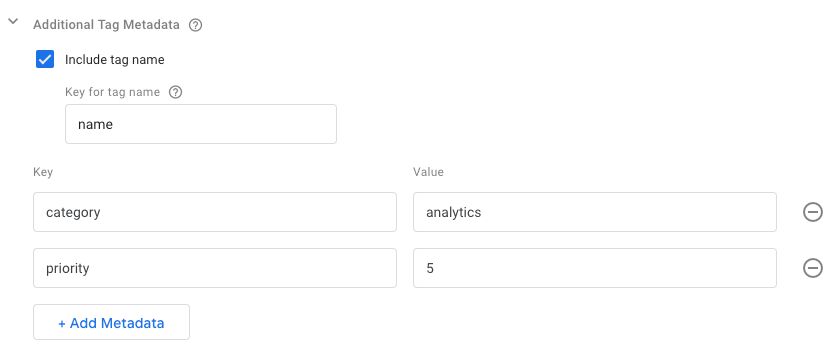 Additional Tag Metadata
Include tag name
Key for tag name
name
Key Value
category analytics
priority 5
+ Add Metadata